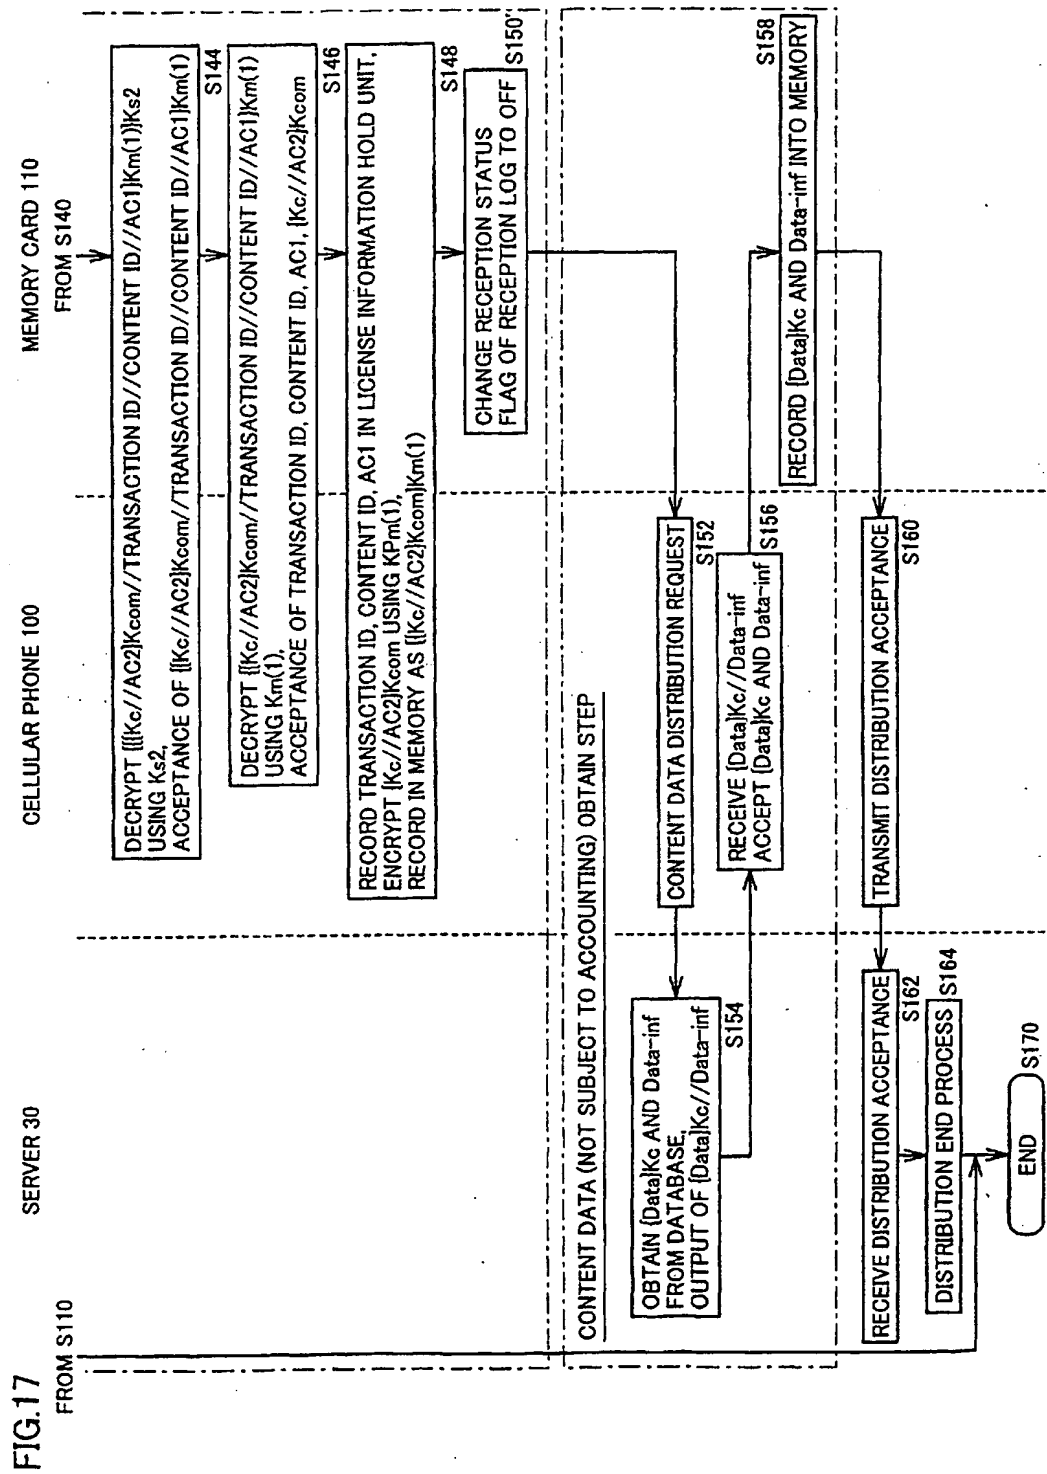 FIG.17
FROM S110
SERVER 30
CELLULAR PHONE 100
MEMORY CARD 110
FROM S140
DECRYPT {{{{Kc//AC2}Kcom//TRANSACTION ID//CONTENT ID//AC1}Km(1)}Ks2
USING Ks2,
ACCEPTANCE OF {{Kc//AC2}Kcom//TRANSACTION ID//CONTENT ID//AC1}Km(1)
S144
DECRYPT {{Kc//AC2}Kcom//TRANSACTION ID//CONTENT ID//AC1}Km(1)
USING Km(1),
ACCEPTANCE OF TRANSACTION ID, CONTENT ID, AC1, {Kc//AC2}Kcom
S146
RECORD TRANSACTION ID, CONTENT ID, AC1 IN LICENSE INFORMATION HOLD UNIT,
ENCRYPT {Kc//AC2}Kcom USING KPm(1),
RECORD IN MEMORY AS {{Kc//AC2}Kcom}Km(1)
S148
CHANGE RECEPTION STATUS
FLAG OF RECEPTION LOG TO OFF
S150
CONTENT DATA (NOT SUBJECT TO ACCOUNTING) OBTAIN STEP
CONTENT DATA DISTRIBUTION REQUEST
S152
OBTAIN {Data}Kc AND Data-inf
FROM DATABASE,
OUTPUT OF {Data}Kc//Data-inf
S154
RECEIVE {Data}Kc//Data-inf
ACCEPT {Data}Kc AND Data-inf
S156
RECORD {Data}Kc AND Data-inf INTO MEMORY
S158
TRANSMIT DISTRIBUTION ACCEPTANCE
S160
RECEIVE DISTRIBUTION ACCEPTANCE
S162
DISTRIBUTION END PROCESS
S164
END
S170